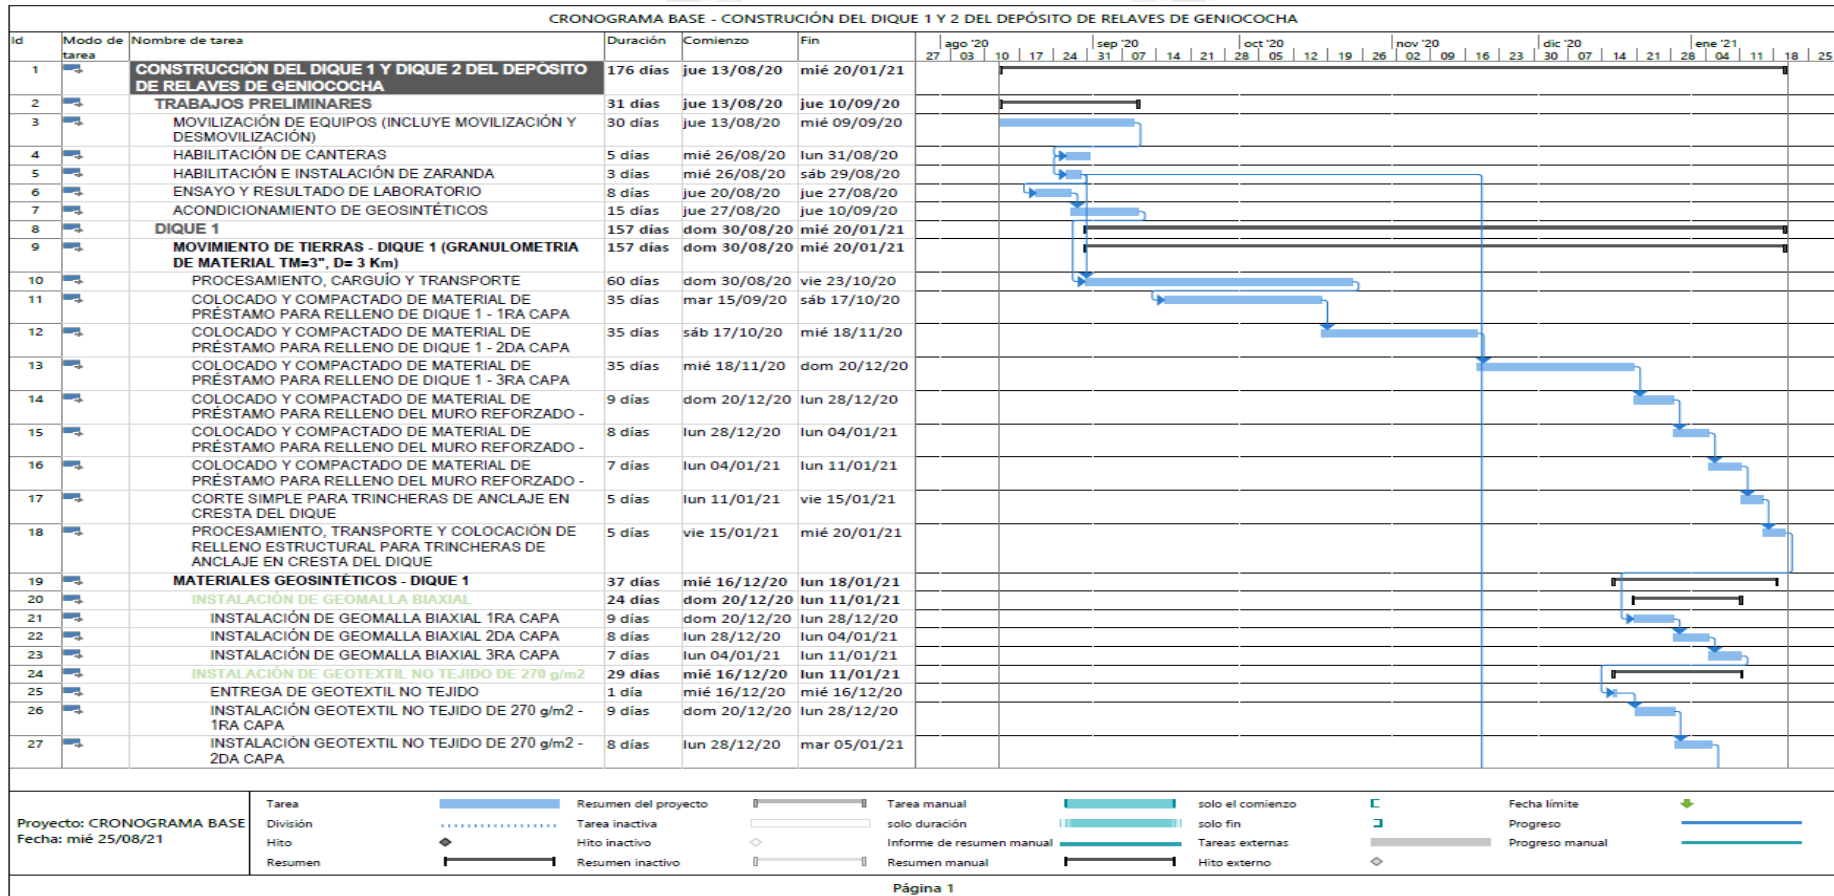 CRONOGRAMA BASE - CONSTRUCIÓN DEL DIQUE 1 Y 2 DEL DEPÓSITO DE RELAVES DE GENIOCOCHA
Id Modo de tarea Nombre de tarea Duración Comienzo Fin
ago '20 sep '20 oct '20 nov '20 dic '20 ene '21
27 03 10 17 24 31 07 14 21 28 05 12 19 26 02 09 16 23 30 07 14 21 28 04 11 18 25
1 CONSTRUCCIÓN DEL DIQUE 1 Y DIQUE 2 DEL DEPÓSITO 176 días jue 13/08/20 mié 20/01/21
DE RELAVES DE GENIOCOCHA
2 TRABAJOS PRELIMINARES 31 días jue 13/08/20 jue 10/09/20
3 MOVILIZACIÓN DE EQUIPOS (INCLUYE MOVILIZACIÓN Y 30 días jue 13/08/20 mié 09/09/20
DESMOVILIZACIÓN)
4 HABILITACIÓN DE CANTERAS 5 días mié 26/08/20 lun 31/08/20
5 HABILITACIÓN E INSTALACIÓN DE ZARANDA 3 días mié 26/08/20 sáb 29/08/20
6 ENSAYO Y RESULTADO DE LABORATORIO 8 días jue 20/08/20 jue 27/08/20
7 ACONDICIONAMIENTO DE GEOSINTÉTICOS 15 días jue 27/08/20 jue 10/09/20
8 DIQUE 1 157 días dom 30/08/20 mié 20/01/21
9 MOVIMIENTO DE TIERRAS - DIQUE 1 (GRANULOMETRIA 157 días dom 30/08/20 mié 20/01/21
DE MATERIAL TM=3", D= 3 Km)
10 PROCESAMIENTO, CARGUÍO Y TRANSPORTE 60 días dom 30/08/20 vie 23/10/20
11 COLOCADO Y COMPACTADO DE MATERIAL DE 35 días mar 15/09/20 sáb 17/10/20
PRÉSTAMO PARA RELLENO DE DIQUE 1 - 1RA CAPA
12 COLOCADO Y COMPACTADO DE MATERIAL DE 35 días sáb 17/10/20 mié 18/11/20
PRÉSTAMO PARA RELLENO DE DIQUE 1 - 2DA CAPA
13 COLOCADO Y COMPACTADO DE MATERIAL DE 35 días mié 18/11/20 dom 20/12/20
PRÉSTAMO PARA RELLENO DE DIQUE 1 - 3RA CAPA
14 COLOCADO Y COMPACTADO DE MATERIAL DE 9 días dom 20/12/20 lun 28/12/20
PRÉSTAMO PARA RELLENO DEL MURO REFORZADO -
15 COLOCADO Y COMPACTADO DE MATERIAL DE 8 días lun 28/12/20 lun 04/01/21
PRÉSTAMO PARA RELLENO DEL MURO REFORZADO -
16 COLOCADO Y COMPACTADO DE MATERIAL DE 7 días lun 04/01/21 lun 11/01/21
PRÉSTAMO PARA RELLENO DEL MURO REFORZADO -
17 CORTE SIMPLE PARA TRINCHERAS DE ANCLAJE EN 5 días lun 11/01/21 vie 15/01/21
CRESTA DEL DIQUE
18 PROCESAMIENTO, TRANSPORTE Y COLOCACIÓN DE 5 días vie 15/01/21 mié 20/01/21
RELLENO ESTRUCTURAL PARA TRINCHERAS DE
ANCLAJE EN CRESTA DEL DIQUE
19 MATERIALES GEOSINTÉTICOS - DIQUE 1 37 días mié 16/12/20 lun 18/01/21
20 INSTALACIÓN DE GEOMALLA BIAXIAL 24 días dom 20/12/20 lun 11/01/21
21 INSTALACIÓN DE GEOMALLA BIAXIAL 1RA CAPA 9 días dom 20/12/20 lun 28/12/20
22 INSTALACIÓN DE GEOMALLA BIAXIAL 2DA CAPA 8 días lun 28/12/20 lun 04/01/21
23 INSTALACIÓN DE GEOMALLA BIAXIAL 3RA CAPA 7 días lun 04/01/21 lun 11/01/21
24 INSTALACIÓN DE GEOTEXTIL NO TEJIDO DE 270 g/m2 29 días mié 16/12/20 lun 11/01/21
25 ENTREGA DE GEOTEXTIL NO TEJIDO 1 día mié 16/12/20 mié 16/12/20
26 INSTALACIÓN GEOTEXTIL NO TEJIDO DE 270 g/m2 - 9 días dom 20/12/20 lun 28/12/20
1RA CAPA
27 INSTALACIÓN GEOTEXTIL NO TEJIDO DE 270 g/m2 - 8 días lun 28/12/20 mar 05/01/21
2DA CAPA
Proyecto: CRONOGRAMA BASE
Fecha: mié 25/08/21
Tarea Resumen del proyecto Tarea manual solo el comienzo Fecha límite
División Tarea inactiva solo duración solo fin Progreso
Hito Hito inactivo Informe de resumen manual Tareas externas Progreso manual
Resumen Resumen inactivo Resumen manual Hito externo
Página 1